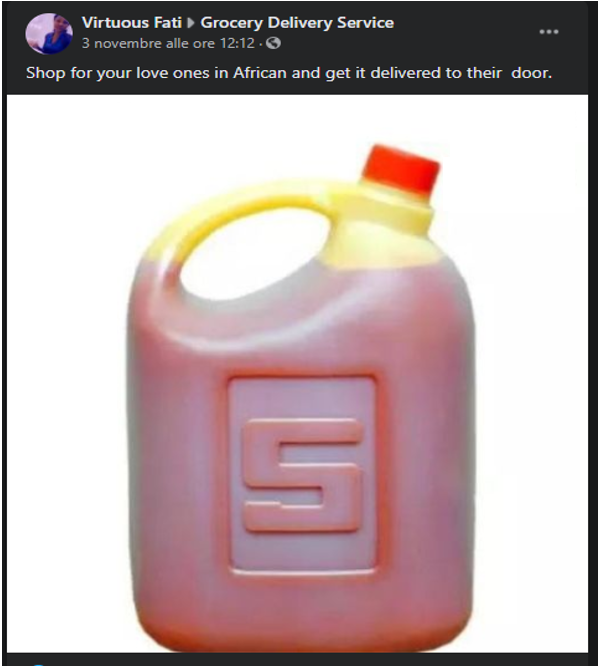 Virtuous Fati ▸ Grocery Delivery Service
3 novembre alle ore 12:12 ·
Shop for your love ones in African and get it delivered to their door.
5